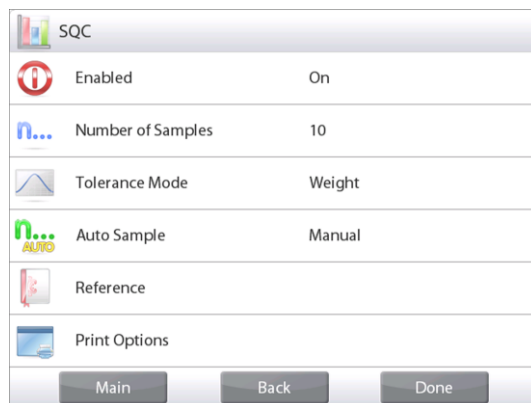 SQC
Enabled On
n... Number of Samples 10
Tolerance Mode Weight
n... AUTO Auto Sample Manual
Reference
Print Options
Main Back Done